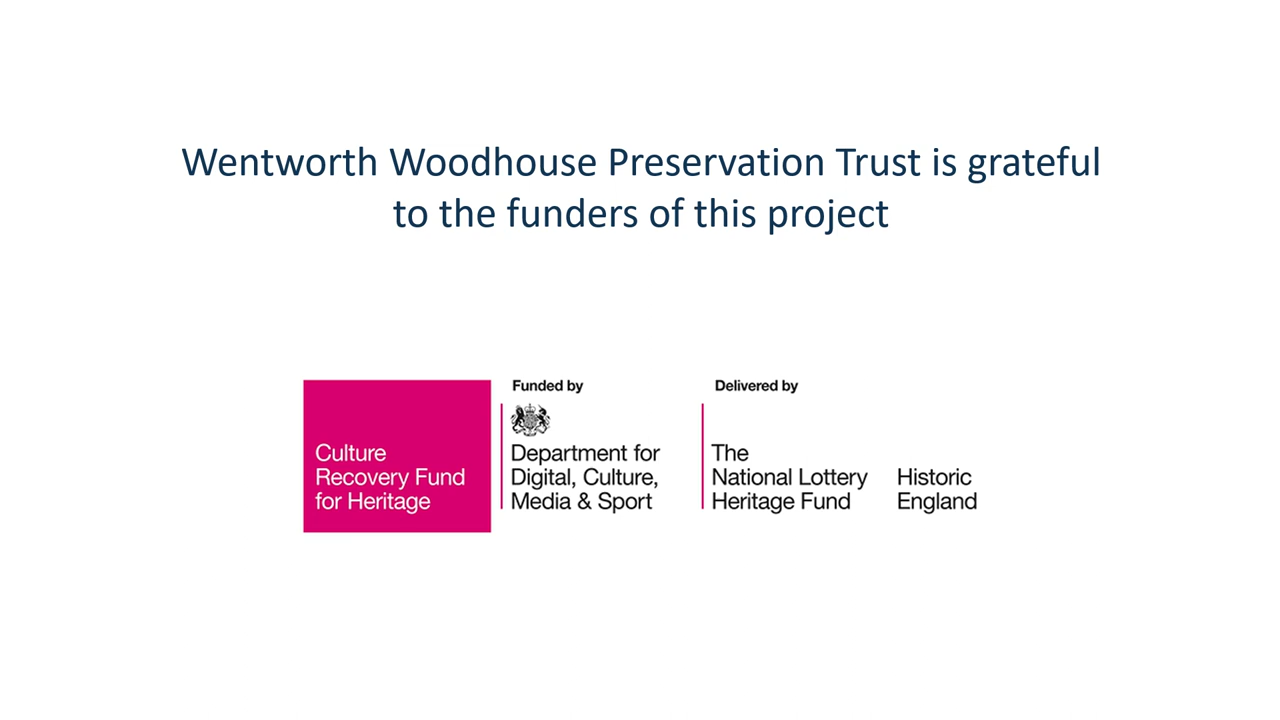 Wentworth Woodhouse Preservation Trust is grateful
to the funders of this project
Culture
Recovery Fund
for Heritage
Funded by
Department for
Digital, Culture,
Media & Sport
Delivered by
The
National Lottery
Heritage Fund
Historic
England